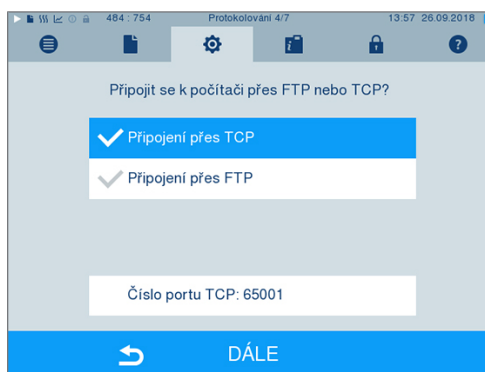 484 : 754 Protokolování 4/7 13:57 26.09.2018
Připojit se k počítači přes FTP nebo TCP?
Připojení přes TCP
Připojení přes FTP
Číslo portu TCP: 65001
DÁLE